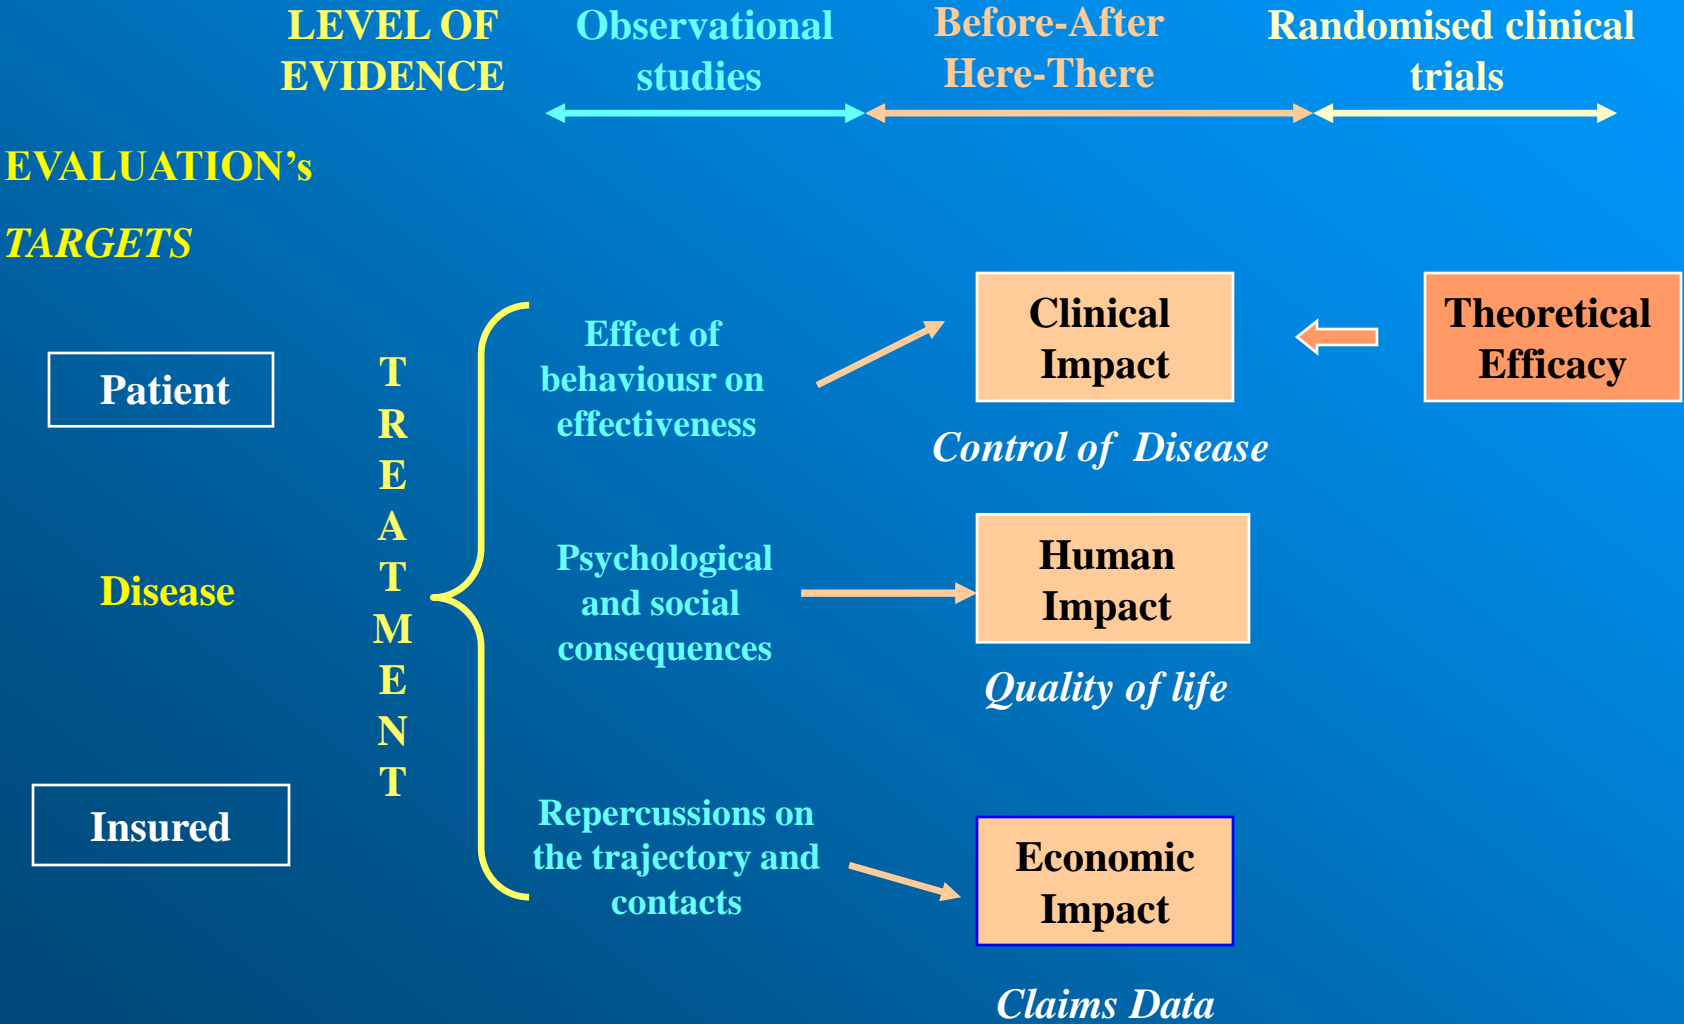 LEVEL OF
EVIDENCE
Observational
studies
Before-After
Here-There
Randomised clinical
trials
EVALUATION’s
TARGETS
Patient
Disease
Insured
T
R
E
A
T
M
E
N
T
Effect of
behaviousr on
effectiveness
Clinical
Impact
Control of Disease
Theoretical
Efficacy
Psychological
and social
consequences
Human
Impact
Quality of life
Repercussions on
the trajectory and
contacts
Economic
Impact
Claims Data